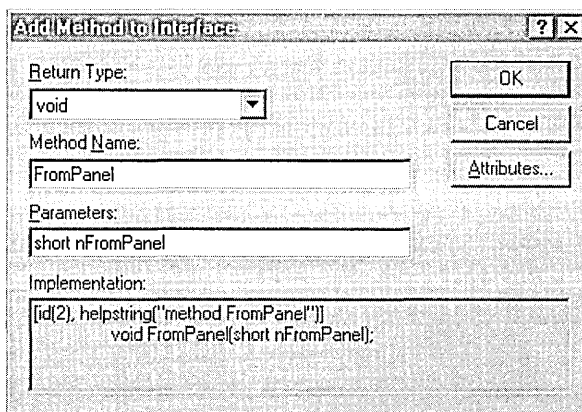 Add Method to Interface
? ×
Return Type:
void
OK
Cancel
Method Name:
FromPanel
Attributes...
Parameters:
short nFromPanel
Implementation:
[id(2), helpstring("method FromPanel")]
void FromPanel(short nFromPanel);